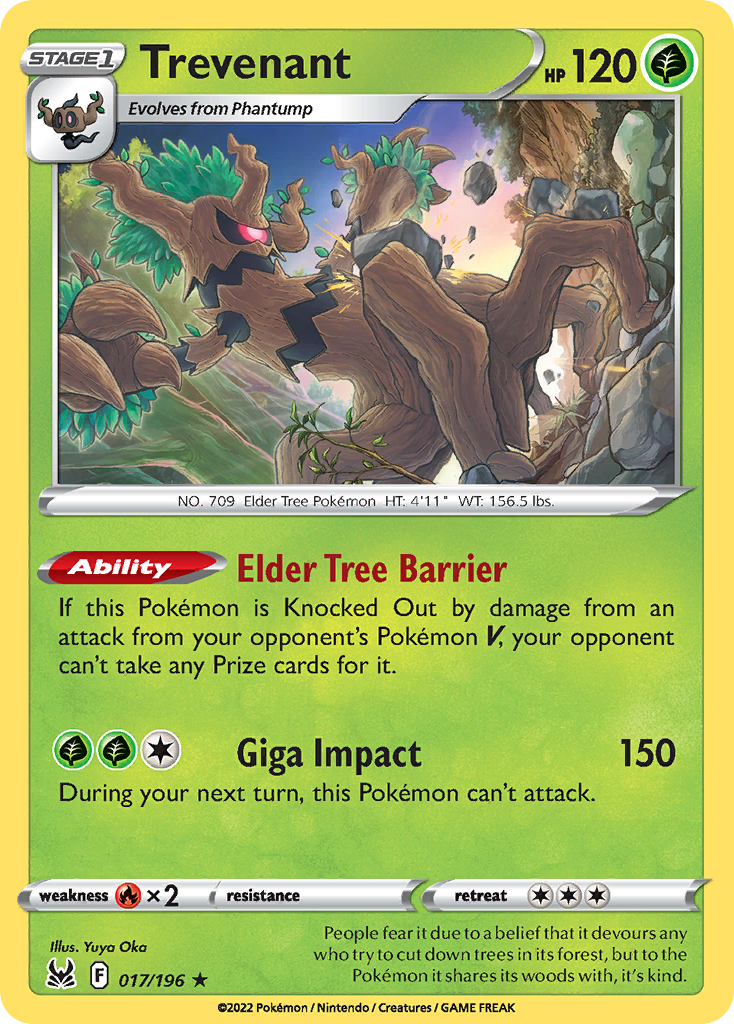 STAGE1
Trevenant
HP 120
Evolves from Phantump
NO. 709 Elder Tree Pokémon HT: 4'11" WT: 156.5 lbs.
Ability Elder Tree Barrier
If this Pokémon is Knocked Out by damage from an
attack from your opponent's Pokémon V, your opponent
can't take any Prize cards for it.
Giga Impact 150
During your next turn, this Pokémon can't attack.
weakness ×2 resistance retreat
Illus. Yuya Oka
People fear it due to a belief that it devours any
who try to cut down trees in its forest, but to the
Pokémon it shares its woods with, it's kind.
F 017/196 ★
©2022 Pokémon / Nintendo / Creatures / GAME FREAK